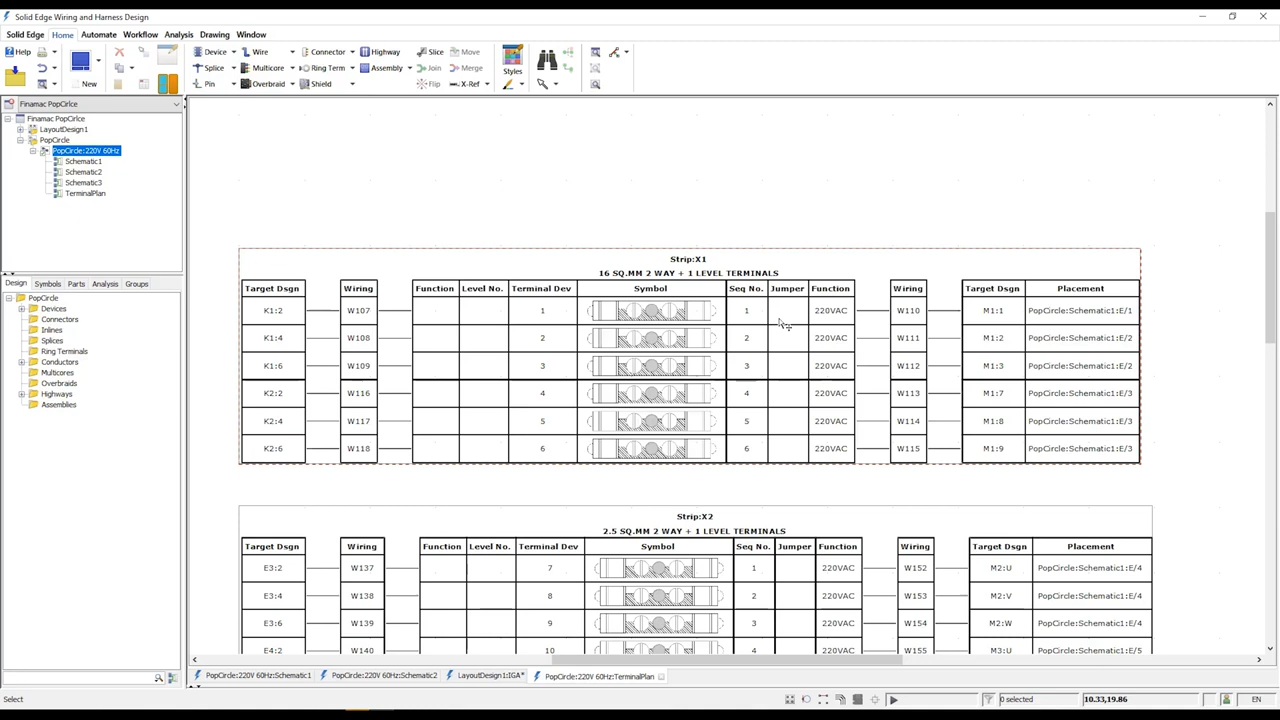 Solid Edge Wiring and Harness Design
Solid Edge Home Automate Workflow Analysis Drawing Window
Help Device Wire Connector Highway Slice Move
Splice Multicore Ring Term Assembly Join Merge Styles
New Pin Overbraid Shield Flip X-Ref
Finamac PopCirlce
Finamac PopCirlce
LayoutDesign1
PopCircle
PopCircle:220V 60Hz
Schematic1
Schematic2
Schematic3
TerminalPlan
Design Symbols Parts Analysis Groups
PopCircle
Devices
Connectors
Inlines
Splices
Ring Terminals
Conductors
Multicores
Overbraids
Highways
Assemblies
Strip:X1
16 SQ.MM 2 WAY + 1 LEVEL TERMINALS
Target Dsgn Wiring Function Level No. Terminal Dev Symbol Seq No. Jumper Function Wiring Target Dsgn Placement
K1:2 W107 1 1 220VAC W110 M1:1 PopCircle:Schematic1:E/1
K1:4 W108 2 2 220VAC W111 M1:2 PopCircle:Schematic1:E/2
K1:6 W109 3 3 220VAC W112 M1:3 PopCircle:Schematic1:E/2
K2:2 W116 4 4 220VAC W113 M1:7 PopCircle:Schematic1:E/3
K2:4 W117 5 5 220VAC W114 M1:8 PopCircle:Schematic1:E/3
K2:6 W118 6 6 220VAC W115 M1:9 PopCircle:Schematic1:E/3
Strip:X2
2.5 SQ.MM 2 WAY + 1 LEVEL TERMINALS
Target Dsgn Wiring Function Level No. Terminal Dev Symbol Seq No. Jumper Function Wiring Target Dsgn Placement
E3:2 W137 7 1 220VAC W152 M2:U PopCircle:Schematic1:E/4
E3:4 W138 8 2 220VAC W153 M2:V PopCircle:Schematic1:E/4
E3:6 W139 9 3 220VAC W154 M2:W PopCircle:Schematic1:E/4
E4:2 W140 10 4 220VAC W155 M3:U PopCircle:Schematic1:E/5
PopCircle:220V 60Hz:Schematic1 PopCircle:220V 60Hz:Schematic2 LayoutDesign1:IGA* PopCircle:220V 60Hz:TerminalPlan
Select 0 selected 10.33,19.86 EN